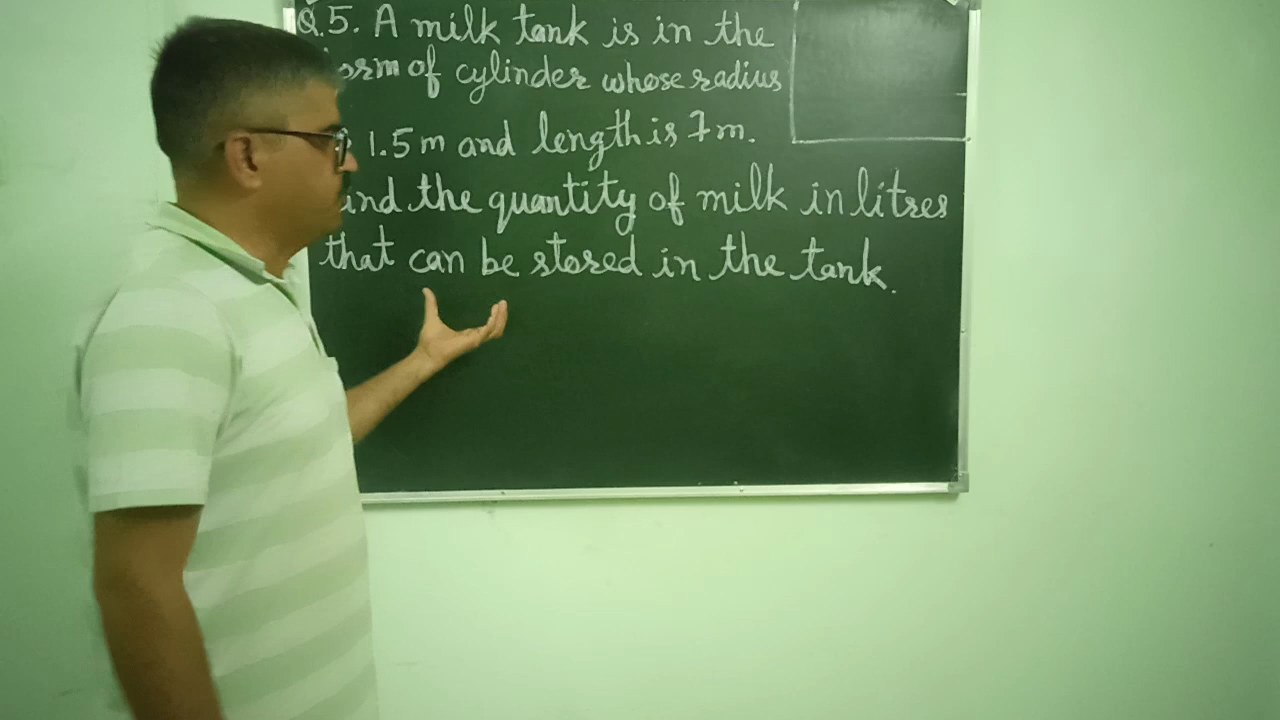 Q.5. A milk tank is in the
orm of cylinder whose radius
1.5 m and length is 7 m.
ind the quantity of milk in litres
that can be stored in the tank.